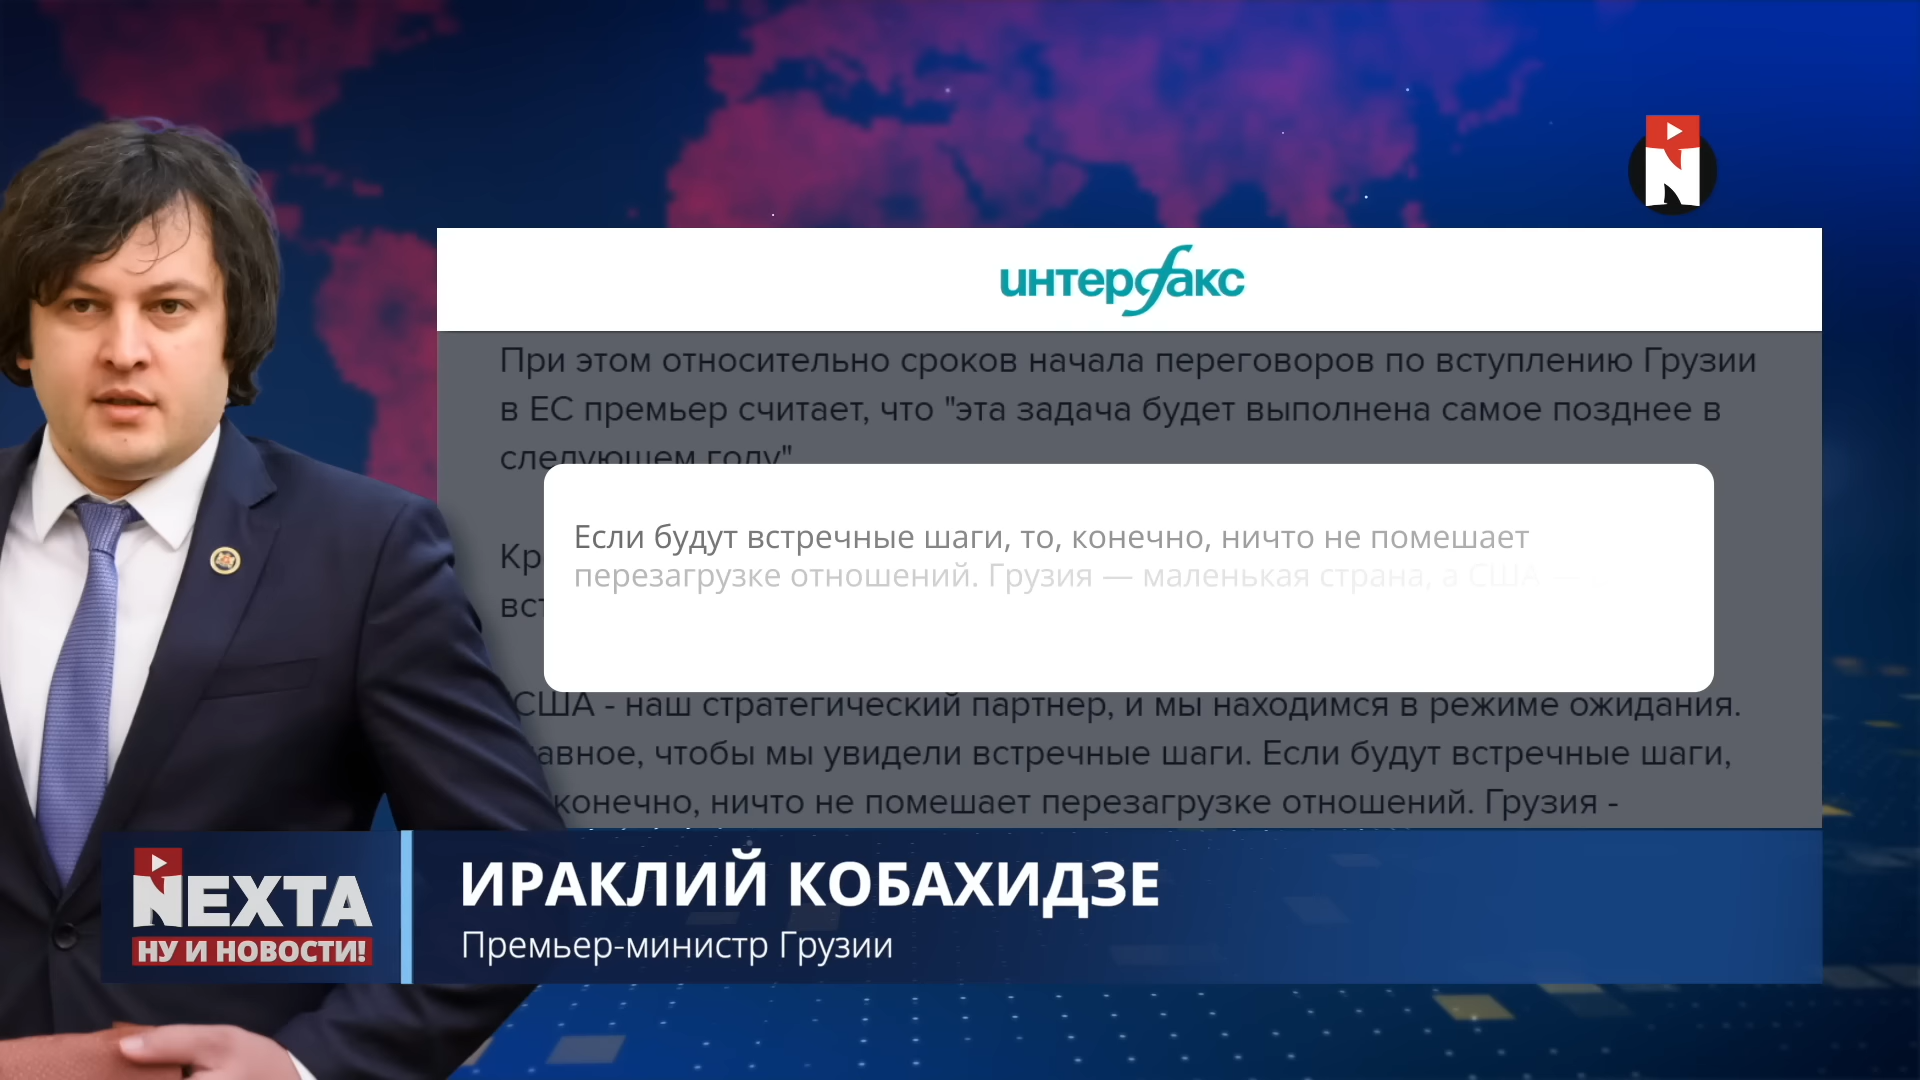 интерфакс
При этом относительно сроков начала переговоров по вступлению Грузии
в ЕС премьер считает, что "эта задача будет выполнена самое позднее в
следующем году"
Если будут встречные шаги, то, конечно, ничто не помешает
перезагрузке отношений. Грузия — маленькая страна, а США —
США - наш стратегический партнер, и мы находимся в режиме ожидания.
чтобы мы увидели встречные шаги. Если будут встречные шаги,
конечно, ничто не помешает перезагрузке отношений. Грузия -
NEXTA
НУ И НОВОСТИ!
ИРАКЛИЙ КОБАХИДЗЕ
Премьер-министр Грузии